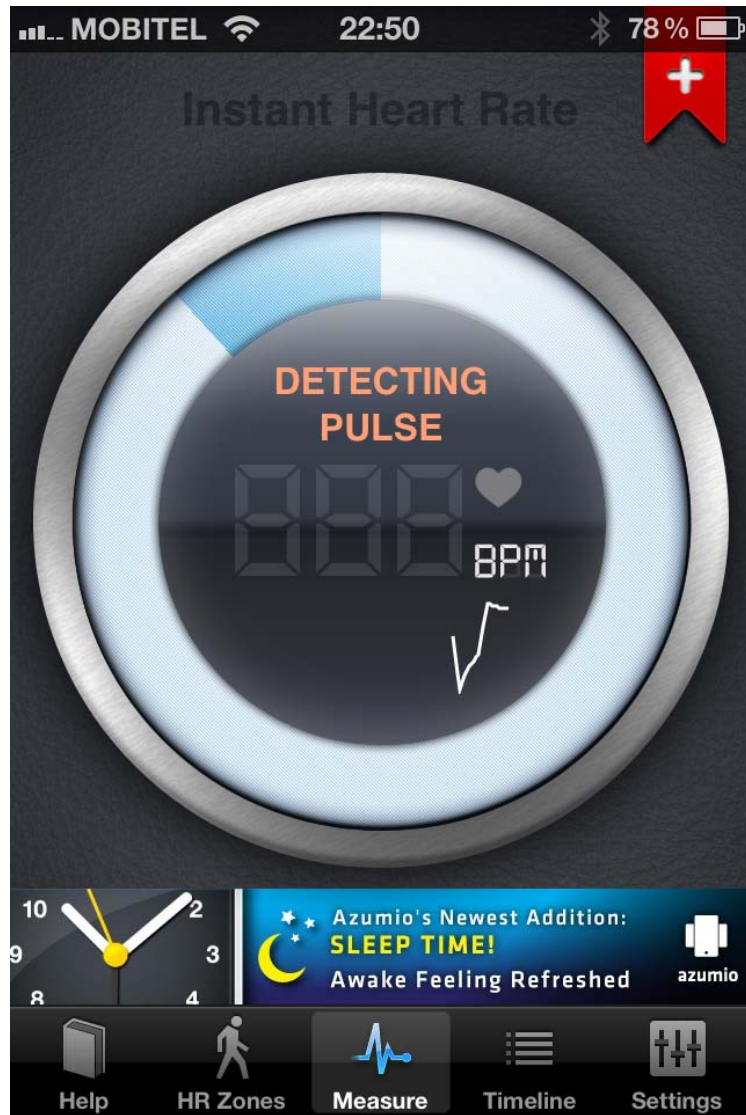 MOBITEL 22:50 78 %
Instant Heart Rate
DETECTING
PULSE
BPM
10 2
9 3
8 4
Azumio's Newest Addition:
SLEEP TIME!
Awake Feeling Refreshed
azumio
Help HR Zones Measure Timeline Settings